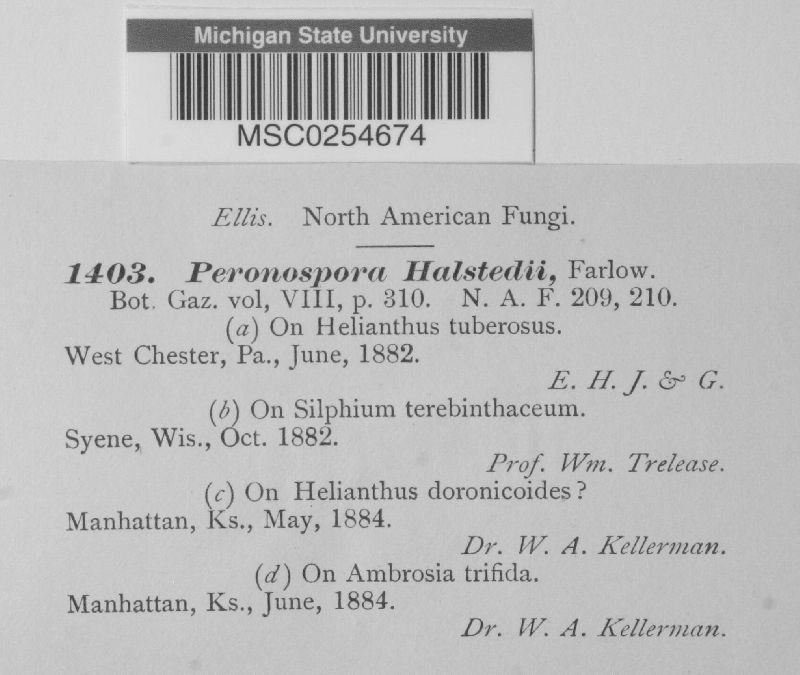 Michigan State University
MSC0254674
Ellis. North American Fungi.
1403. Peronospora Halstedii, Farlow.
Bot. Gaz. vol, VIII, p. 310. N. A. F. 209, 210.
(a) On Helianthus tuberosus.
West Chester, Pa., June, 1882.
E. H. J. & G.
(b) On Silphium terebinthaceum.
Syene, Wis., Oct. 1882.
Prof. Wm. Trelease.
(c) On Helianthus doronicoides?
Manhattan, Ks., May, 1884.
Dr. W. A. Kellerman.
(d) On Ambrosia trifida.
Manhattan, Ks., June, 1884.
Dr. W. A. Kellerman.